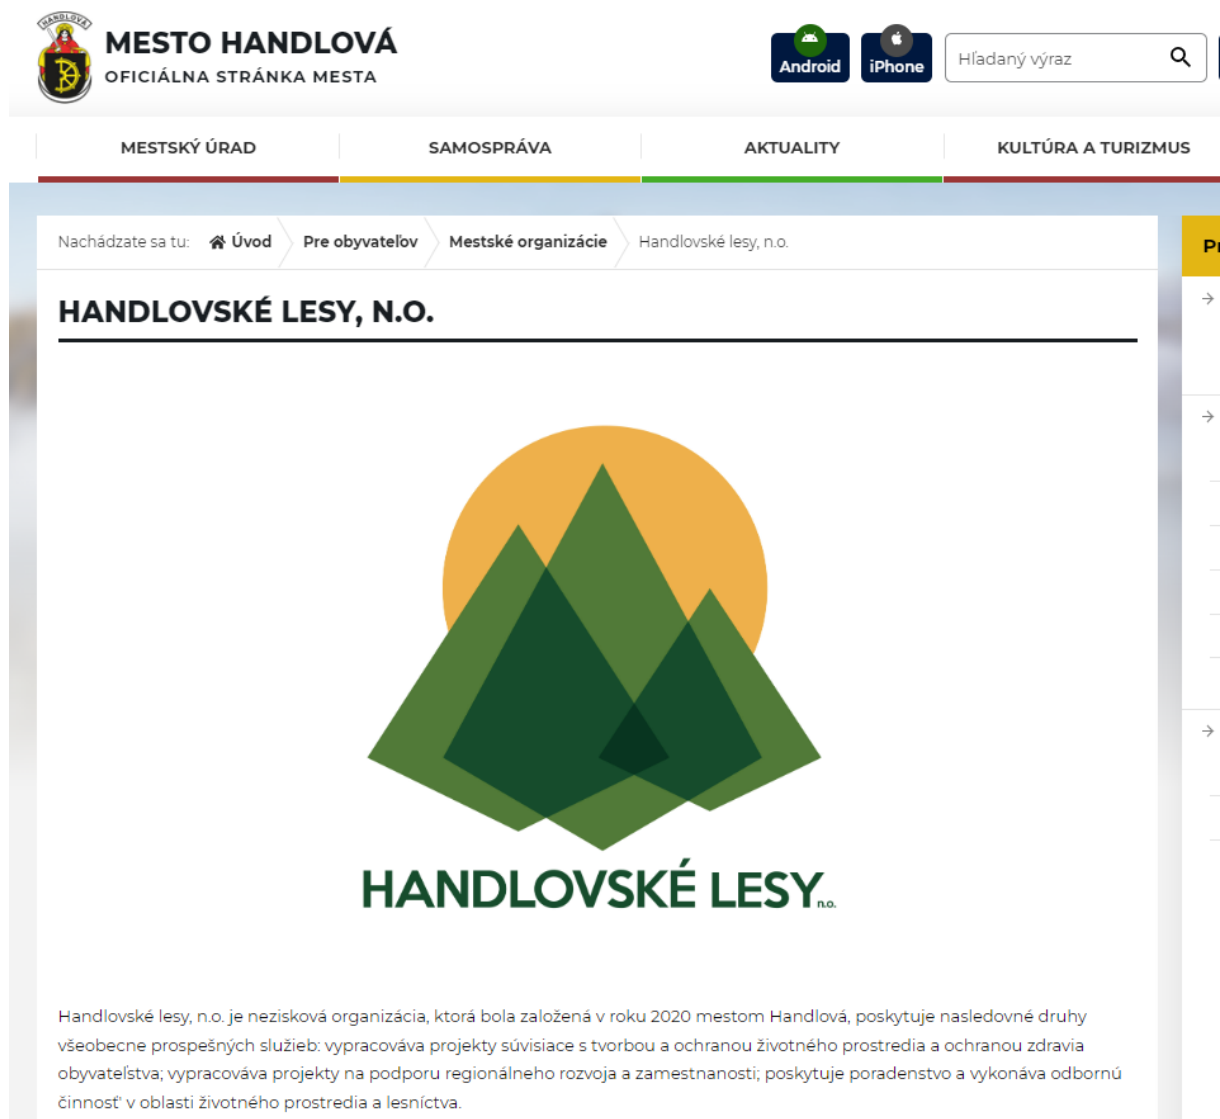 HANDLOVÁ
MESTO HANDLOVÁ
OFICIÁLNA STRÁNKA MESTA
Android
iPhone
Hľadaný výraz
MESTSKÝ ÚRAD
SAMOSPRÁVA
AKTUALITY
KULTÚRA A TURIZMUS
Nachádzate sa tu: Úvod Pre obyvateľov Mestské organizácie Handlovské lesy, n.o.
HANDLOVSKÉ LESY, N.O.
HANDLOVSKÉ LESY n.o.
Handlovské lesy, n.o. je nezisková organizácia, ktorá bola založená v roku 2020 mestom Handlová, poskytuje nasledovné druhy
všeobecne prospešných služieb: vypracováva projekty súvisiace s tvorbou a ochranou životného prostredia a ochranou zdravia
obyvateľstva; vypracováva projekty na podporu regionálneho rozvoja a zamestnanosti; poskytuje poradenstvo a vykonáva odbornú
činnosť v oblasti životného prostredia a lesníctva.